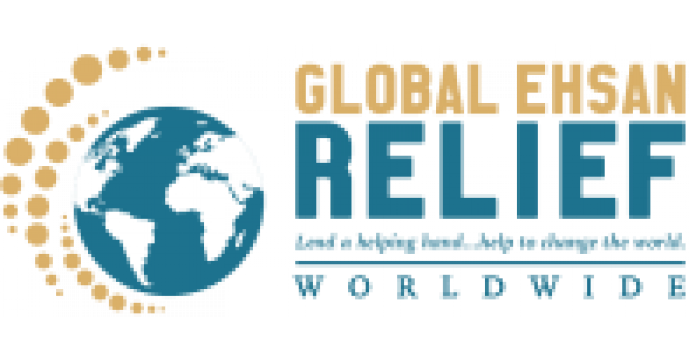 GLOBAL EHSAN
RELIEF
Lend a helping hand...help to change the world.
WORLDWIDE